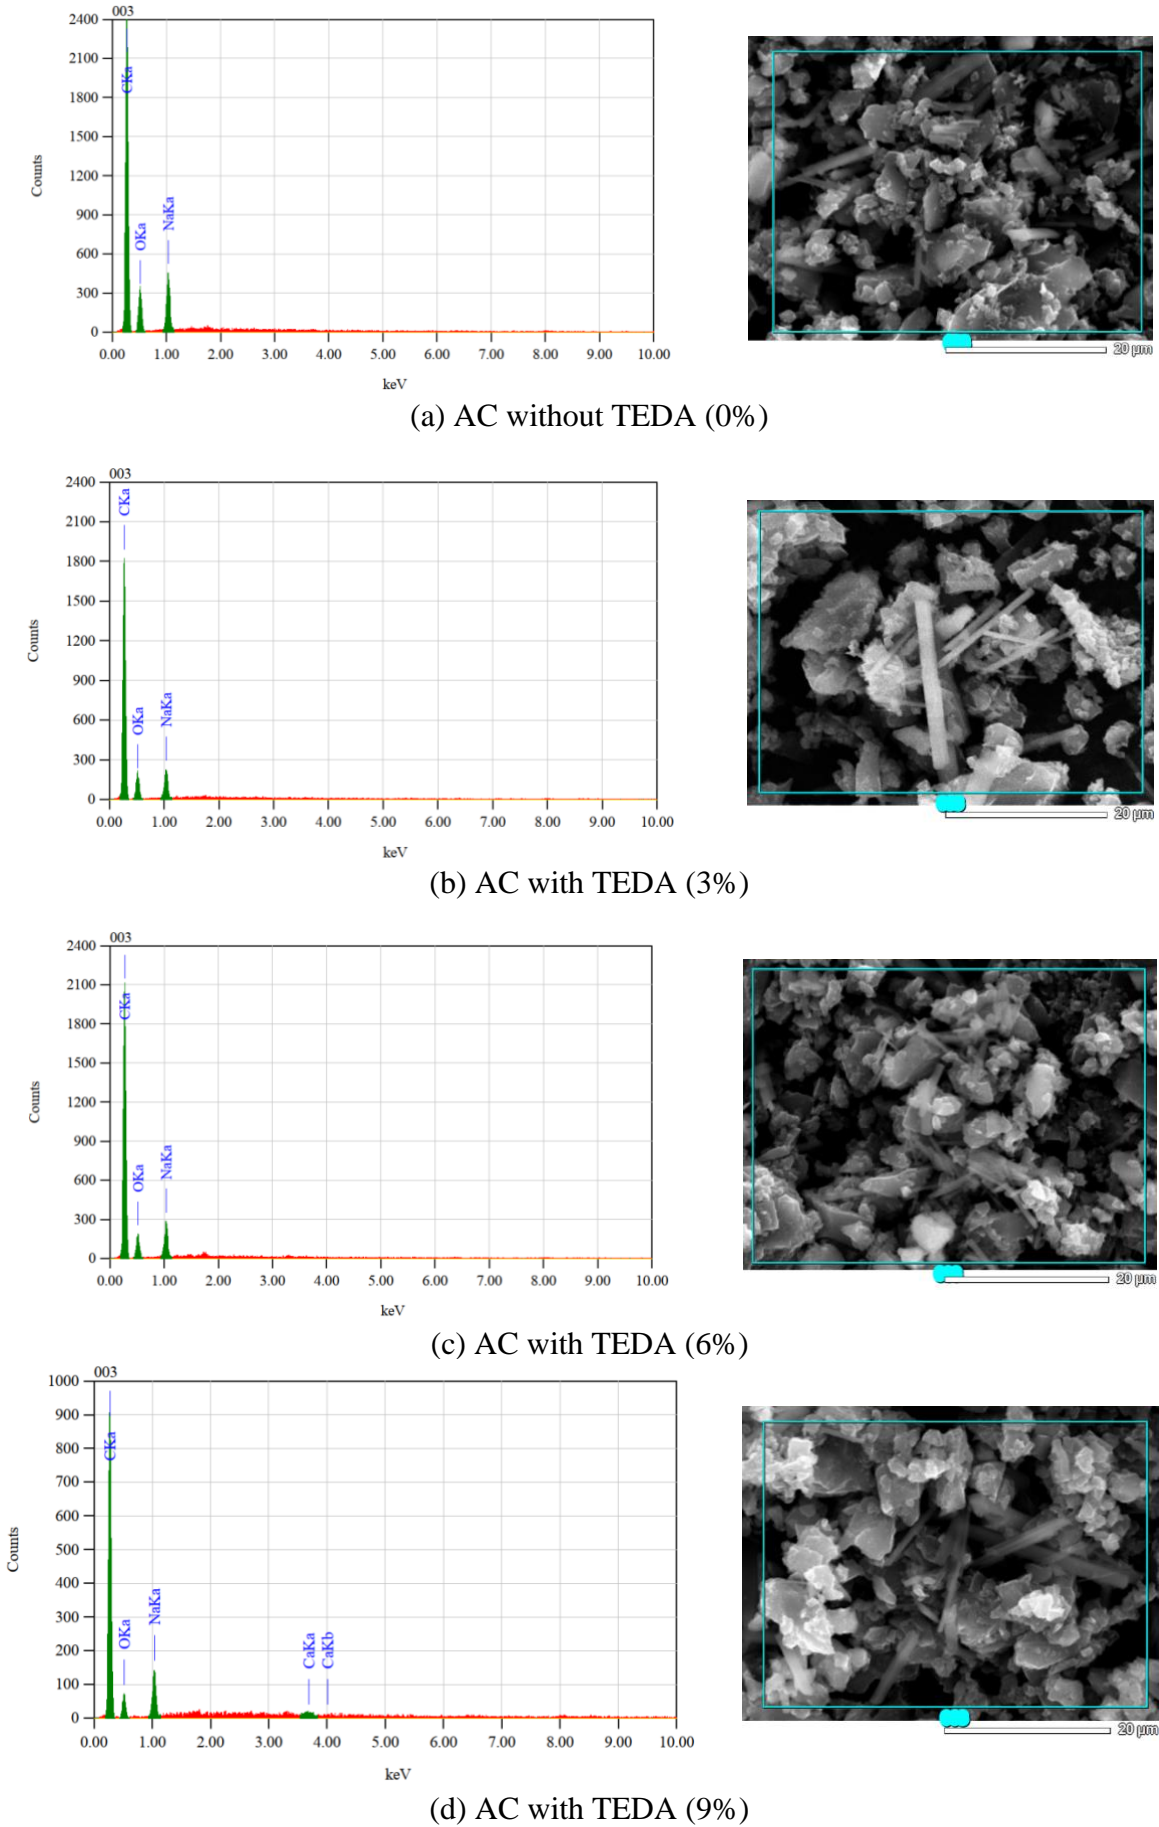 003
2400
2100
1800
1500
1200
900
600
300
0
Counts
CKa
OKa
NaKa
0.00 1.00 2.00 3.00 4.00 5.00 6.00 7.00 8.00 9.00 10.00
keV
20 µm
(a) AC without TEDA (0%)
003
2400
2100
1800
1500
1200
900
600
300
0
Counts
CKa
OKa
NaKa
0.00 1.00 2.00 3.00 4.00 5.00 6.00 7.00 8.00 9.00 10.00
keV
20 µm
(b) AC with TEDA (3%)
003
2400
2100
1800
1500
1200
900
600
300
0
Counts
CKa
OKa
NaKa
0.00 1.00 2.00 3.00 4.00 5.00 6.00 7.00 8.00 9.00 10.00
keV
20 µm
(c) AC with TEDA (6%)
003
1000
900
800
700
600
500
400
300
200
100
0
Counts
CKa
OKa
NaKa
CaKa
CaKb
0.00 1.00 2.00 3.00 4.00 5.00 6.00 7.00 8.00 9.00 10.00
keV
20 µm
(d) AC with TEDA (9%)